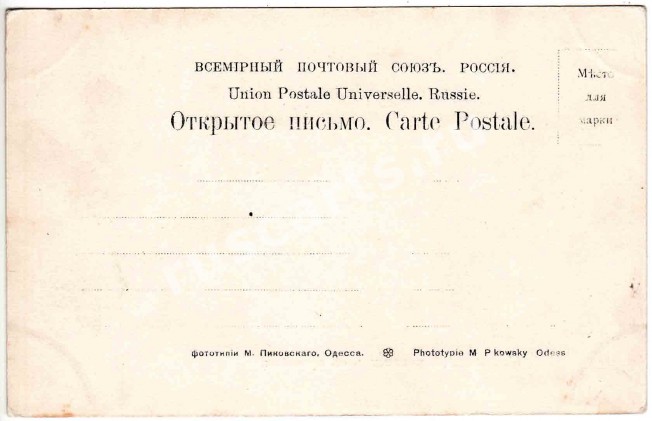 ВСЕМІРНЫЙ ПОЧТОВЫЙ СОЮЗЪ. РОССІЯ.
Union Postale Universelle. Russie.
Открытое письмо. Carte Postale.
Мѣсто
для
марки
фототипіи М. Пиковскаго, Одесса. Phototypie M P kowsky Odess